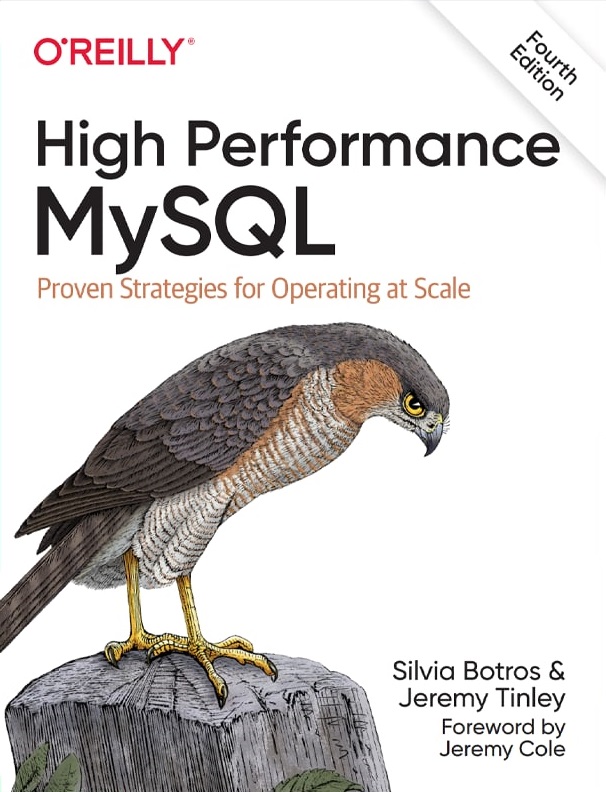 O'REILLY®
Fourth
Edition
High Performance
MySQL
Proven Strategies for Operating at Scale
Silvia Botros &
Jeremy Tinley
Foreword by
Jeremy Cole